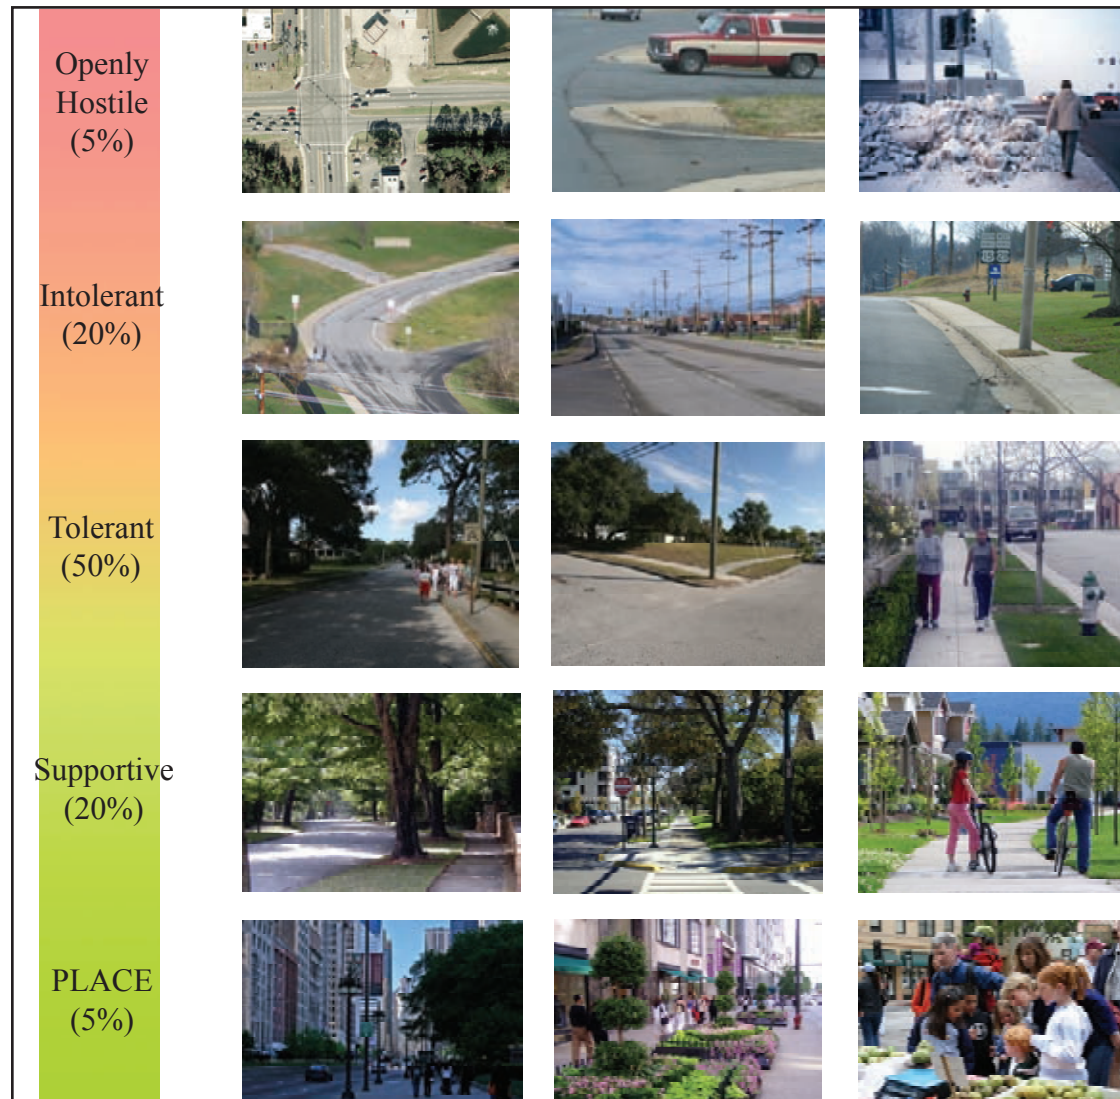 Openly
Hostile
(5%)
Intolerant
(20%)
Tolerant
(50%)
Supportive
(20%)
PLACE
(5%)